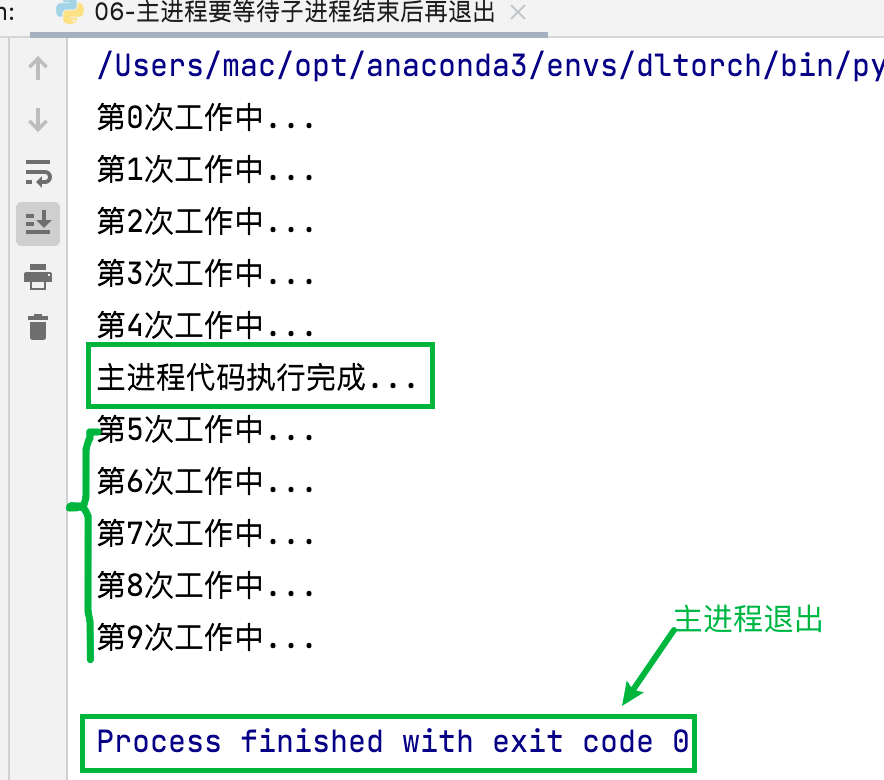 n:
06-主进程要等待子进程结束后再退出
/Users/mac/opt/anaconda3/envs/dltorch/bin/py
第0次工作中...
第1次工作中...
第2次工作中...
第3次工作中...
第4次工作中...
主进程代码执行完成...
第5次工作中...
第6次工作中...
第7次工作中...
第8次工作中...
第9次工作中...
主进程退出
Process finished with exit code 0